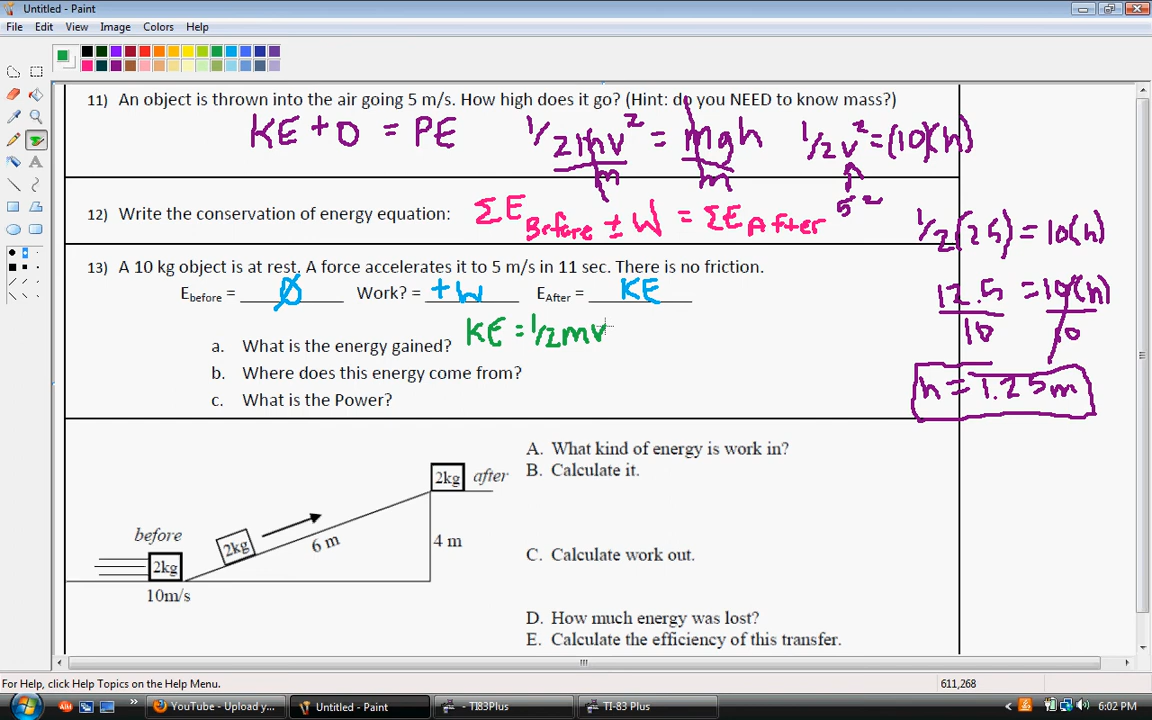 Untitled - Paint
File Edit View Image Colors Help
11) An object is thrown into the air going 5 m/s. How high does it go? (Hint: do you NEED to know mass?)
KE + 0 = PE 1/2 mv² = mgh 1/2 v² = (10)(h)
m m 5²
12) Write the conservation of energy equation: ΣE Before ± W = ΣE After
1/2(25) = 10(h)
13) A 10 kg object is at rest. A force accelerates it to 5 m/s in 11 sec. There is no friction.
Ebefore = Ø Work? = +W EAfter = KE
12.5 = 10(h)
10 10
KE = 1/2mv
a. What is the energy gained?
b. Where does this energy come from?
h = 1.25m
c. What is the Power?
A. What kind of energy is work in?
B. Calculate it.
2kg after
before
2kg
2kg
6 m
4 m
10m/s
C. Calculate work out.
D. How much energy was lost?
E. Calculate the efficiency of this transfer.
For Help, click Help Topics on the Help Menu. 611,268
YouTube - Upload y... Untitled - Paint - TI83Plus TI-83 Plus 6:02 PM